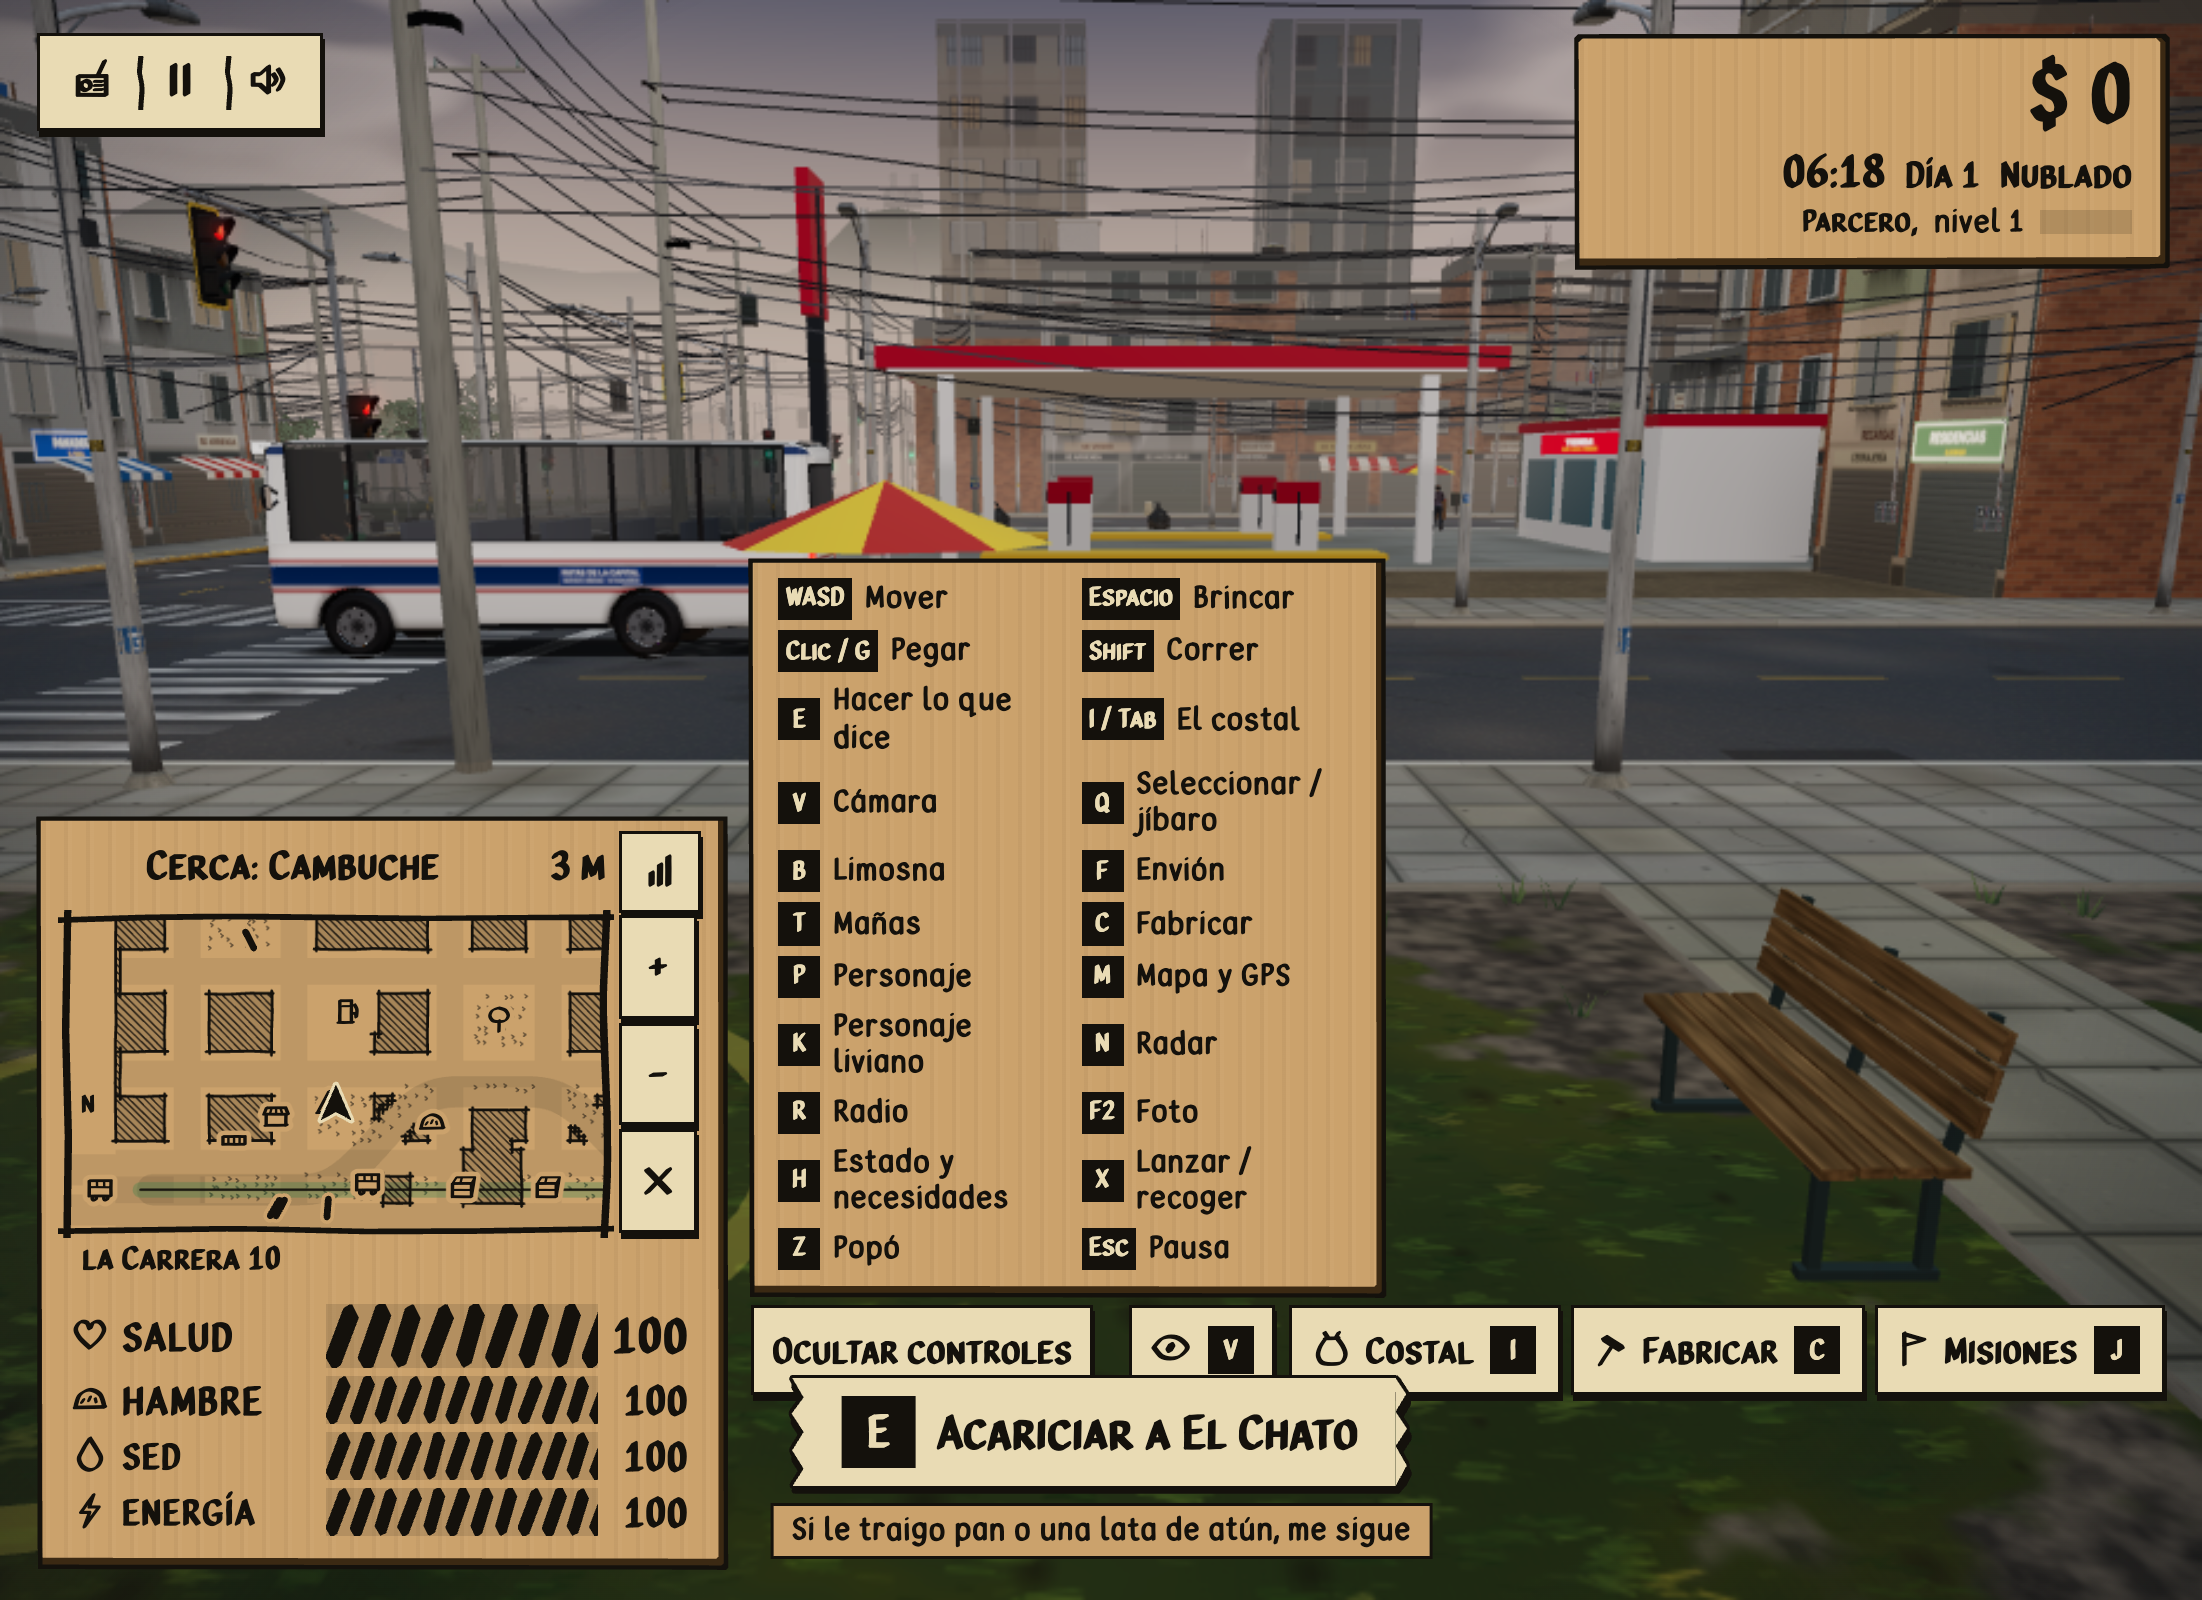 $ 0
06:18 DÍA 1 NUBLADO
PARCERO, nivel 1
RESIDENCIAS
WASD Mover
ESPACIO Brincar
CLIC / G Pegar
SHIFT Correr
E Hacer lo que
dice
I / TAB El costal
V Cámara
Q Seleccionar /
jíbaro
B Limosna
F Envión
T Mañas
C Fabricar
P Personaje
M Mapa y GPS
K Personaje
liviano
N Radar
R Radio
F2 Foto
H Estado y
necesidades
X Lanzar /
recoger
Z Popó
ESC Pausa
CERCA: CAMBUCHE 3 M
+
N
-
LA CARRERA 10
SALUD 100
HAMBRE 100
SED 100
ENERGÍA 100
OCULTAR CONTROLES
V
COSTAL I
FABRICAR C
MISIONES J
E ACARICIAR A EL CHATO
Si le traigo pan o una lata de atún, me sigue